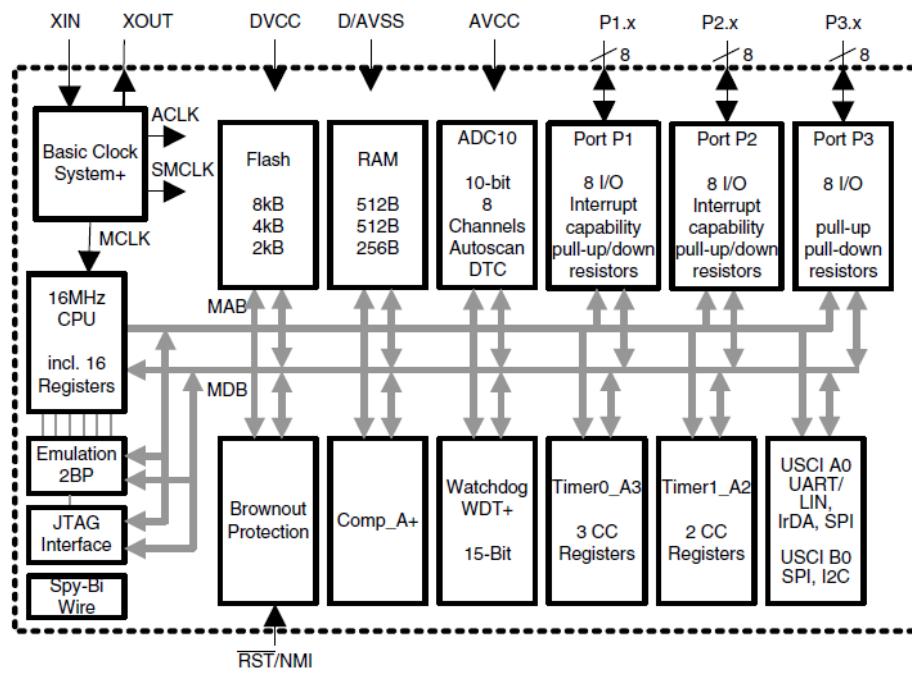 XIN
XOUT
DVCC
D/AVSS
AVCC
P1.x
P2.x
P3.x
8
8
8
Basic Clock
System+
ACLK
SMCLK
MCLK
Flash
8kB
4kB
2kB
RAM
512B
512B
256B
ADC10
10-bit
8
Channels
Autoscan
DTC
Port P1
8 I/O
Interrupt
capability
pull-up/down
resistors
Port P2
8 I/O
Interrupt
capability
pull-up/down
resistors
Port P3
8 I/O
pull-up
pull-down
resistors
16MHz
CPU
incl. 16
Registers
MAB
MDB
Emulation
2BP
JTAG
Interface
Spy-Bi
Wire
Brownout
Protection
Comp_A+
Watchdog
WDT+
15-Bit
Timer0_A3
3 CC
Registers
Timer1_A2
2 CC
Registers
USCI A0
UART/
LIN,
IrDA, SPI
USCI B0
SPI, I2C
RST/NMI